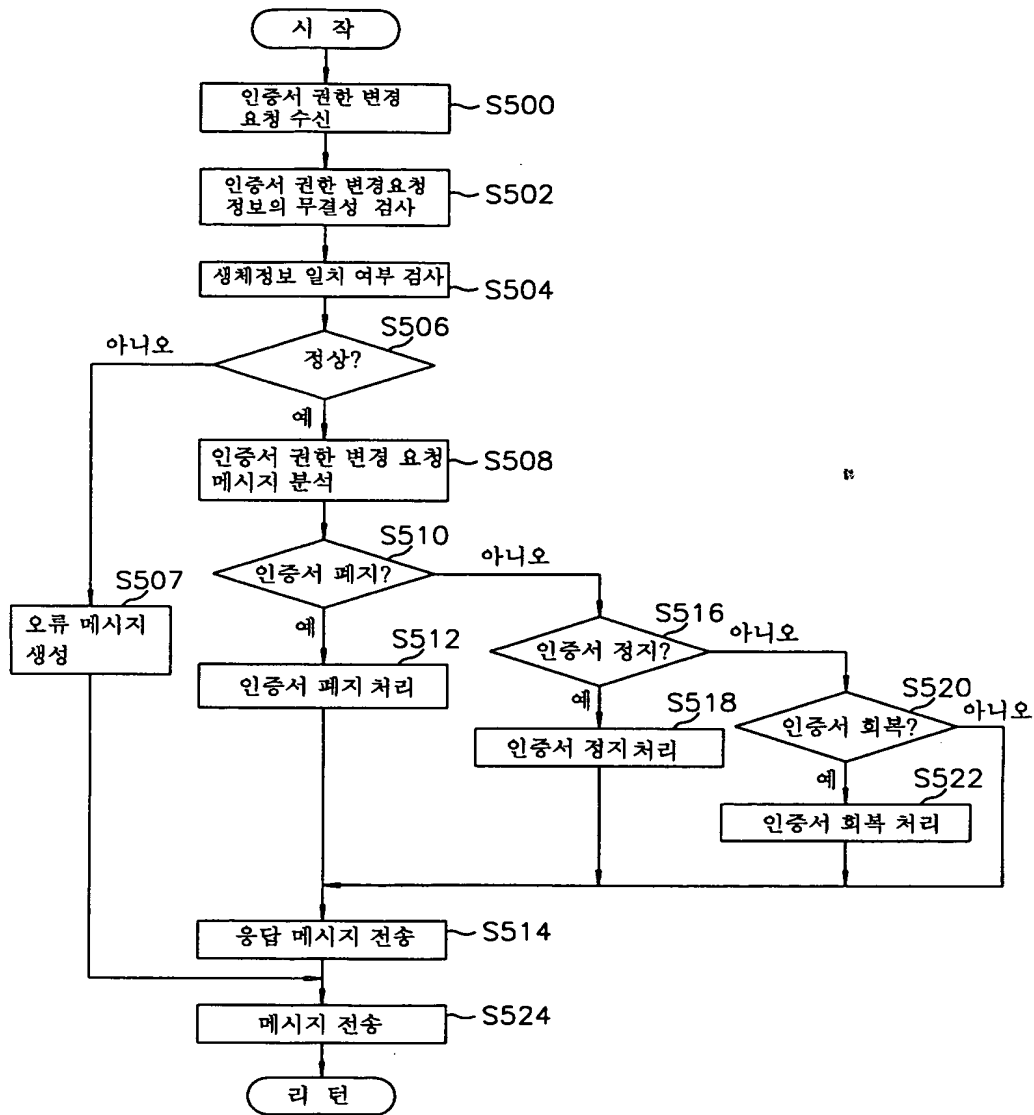 시 작
인증서 권한 변경
요청 수신
S500
인증서 권한 변경요청
정보의 무결성 검사
S502
생체정보 일치 여부 검사
S504
S506
아니오
정상?
예
인증서 권한 변경 요청
메시지 분석
S508
S510
아니오
인증서 폐지?
예
S507
오류 메시지
생성
S512
인증서 폐지 처리
S516
아니오
인증서 정지?
예
S518
인증서 정지 처리
S520
아니오
인증서 회복?
예
S522
인증서 회복 처리
응답 메시지 전송
S514
메시지 전송
S524
리 턴